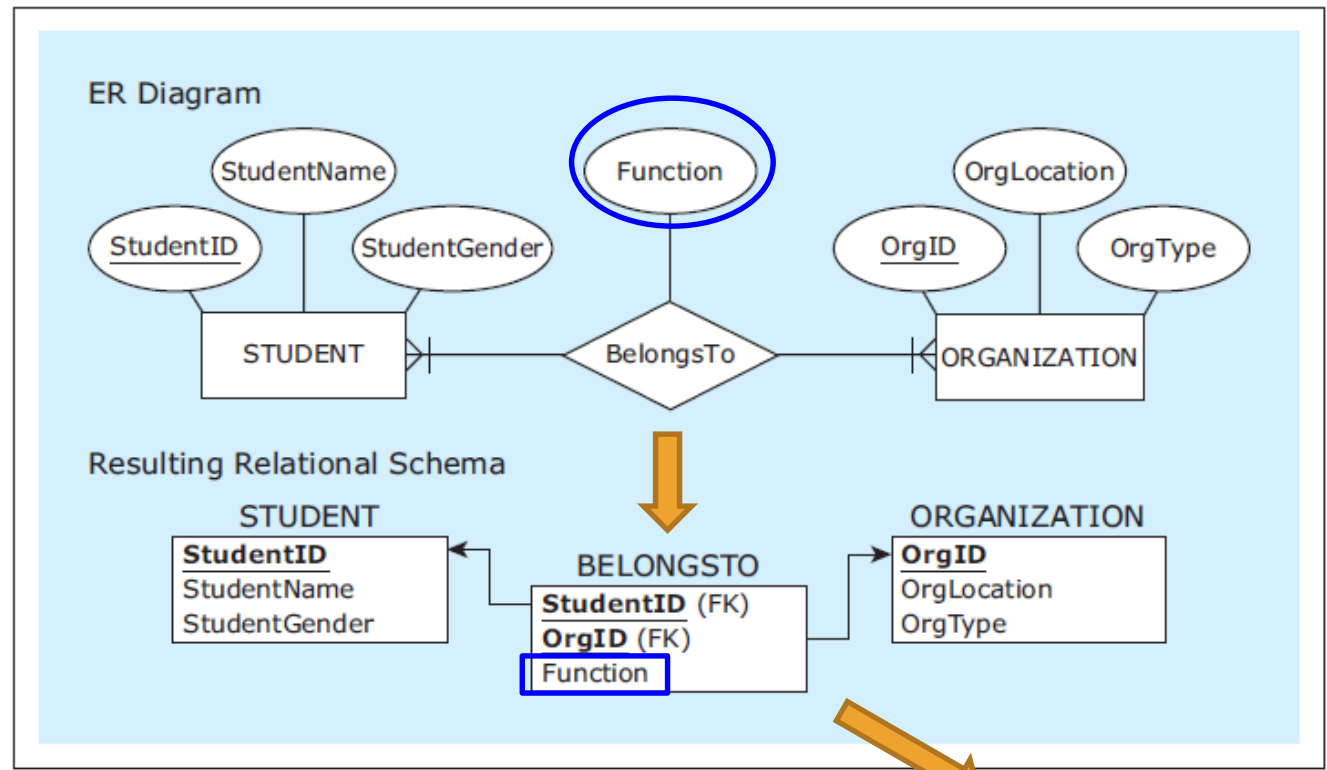 ER Diagram
StudentName
Function
OrgLocation
StudentID
StudentGender
OrgID
OrgType
STUDENT
BelongsTo
ORGANIZATION
Resulting Relational Schema
STUDENT
StudentID
StudentName
StudentGender
BELONGSTO
StudentID (FK)
OrgID (FK)
Function
ORGANIZATION
OrgID
OrgLocation
OrgType